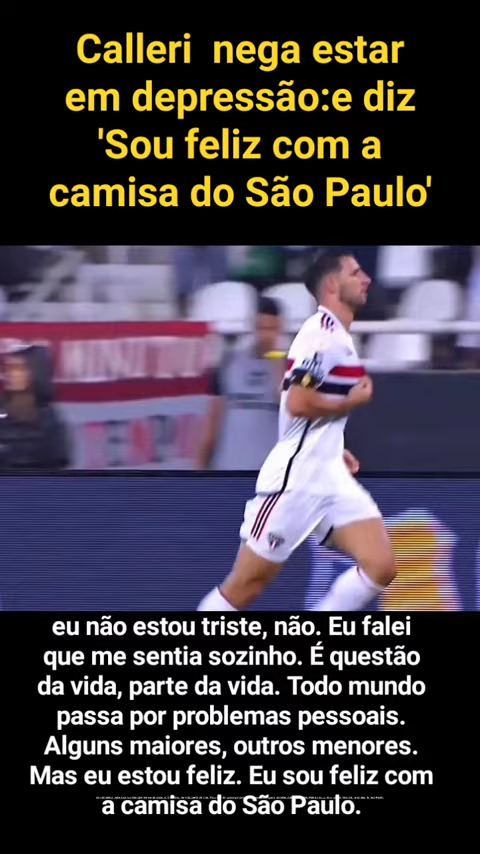 Calleri nega estar
em depressão:e diz
'Sou feliz com a
camisa do São Paulo'
eu não estou triste, não. Eu falei
que me sentia sozinho. É questão
da vida, parte da vida. Todo mundo
passa por problemas pessoais.
Alguns maiores, outros menores.
Mas eu estou feliz. Eu sou feliz com
a camisa do São Paulo.